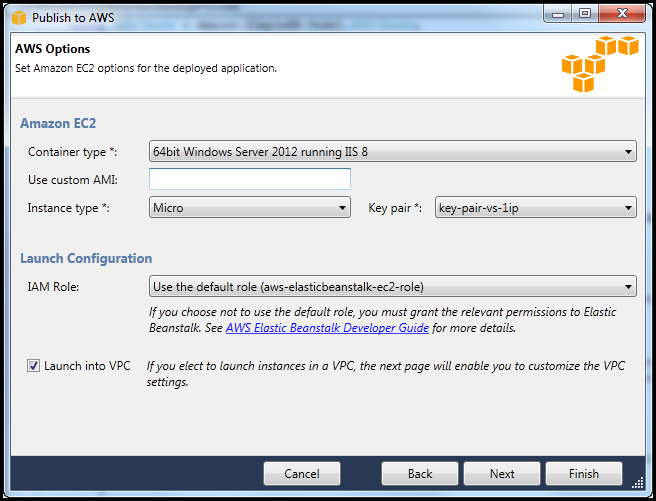 Publish to AWS
AWS Options
Set Amazon EC2 options for the deployed application.
Amazon EC2
Container type *: 64bit Windows Server 2012 running IIS 8
Use custom AMI:
Instance type *: Micro Key pair *: key-pair-vs-1ip
Launch Configuration
IAM Role: Use the default role (aws-elasticbeanstalk-ec2-role)
If you choose not to use the default role, you must grant the relevant permissions to Elastic
Beanstalk. See AWS Elastic Beanstalk Developer Guide for more details.
Launch into VPC If you elect to launch instances in a VPC, the next page will enable you to customize the VPC
settings.
Cancel Back Next Finish